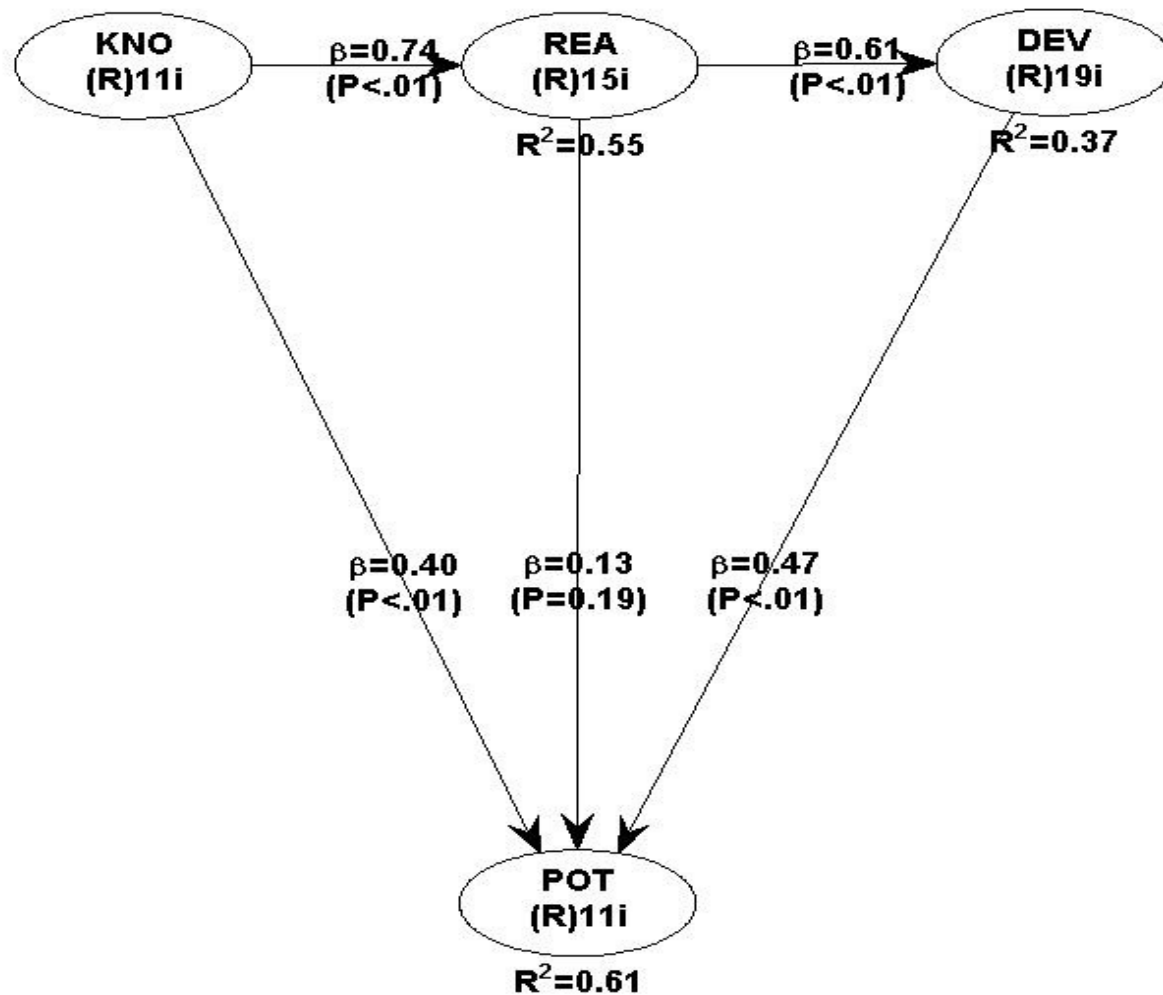 KNO
(R)11i
β=0.74
(P<.01)
REA
(R)15i
R²=0.55
β=0.61
(P<.01)
DEV
(R)19i
R²=0.37
β=0.40
(P<.01)
β=0.13
(P=0.19)
β=0.47
(P<.01)
POT
(R)11i
R²=0.61